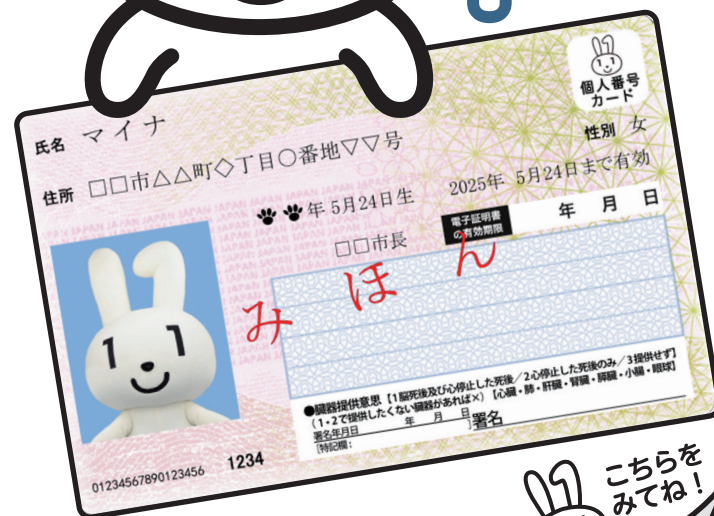 個人番号
カード
氏名 マイナ
性別 女
住所 □□市△△町◇丁目○番地▽▽号
年 5月24日生
2025年 5月24日まで有効
□□市長
電子証明書
の有効期限
年 月 日
みほん
●臓器提供意思【1脳死後及び心停止した死後/2心停止した死後のみ/3提供せず】
(1・2で提供したくない臓器があれば×)【心臓・肺・肝臓・腎臓・膵臓・小腸・眼球】
署名年月日 年 月 日 署名
[特記欄: ]
01234567890123456 1234
こちらを
みてね!